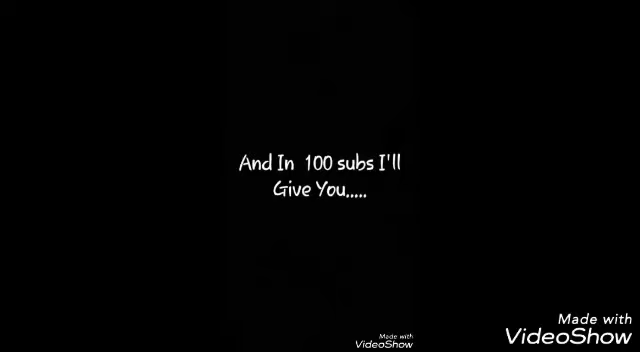 And In 100 subs I'll
Give You.....
Made with
VideoShow
Made with
VideoShow